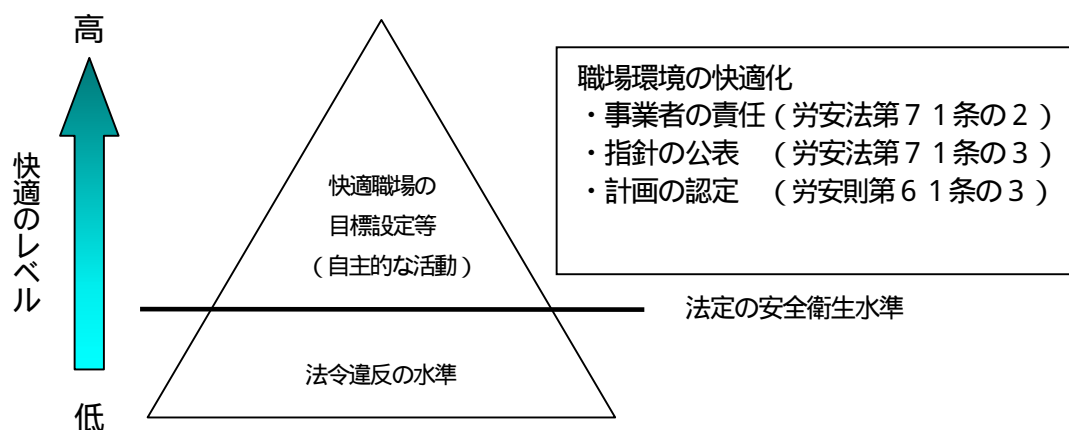 高
快適のレベル
低
快適職場の
目標設定等
（自主的な活動）
法令違反の水準
職場環境の快適化
・事業者の責任（労安法第７１条の２）
・指針の公表　（労安法第７１条の３）
・計画の認定　（労安則第６１条の３）
法定の安全衛生水準